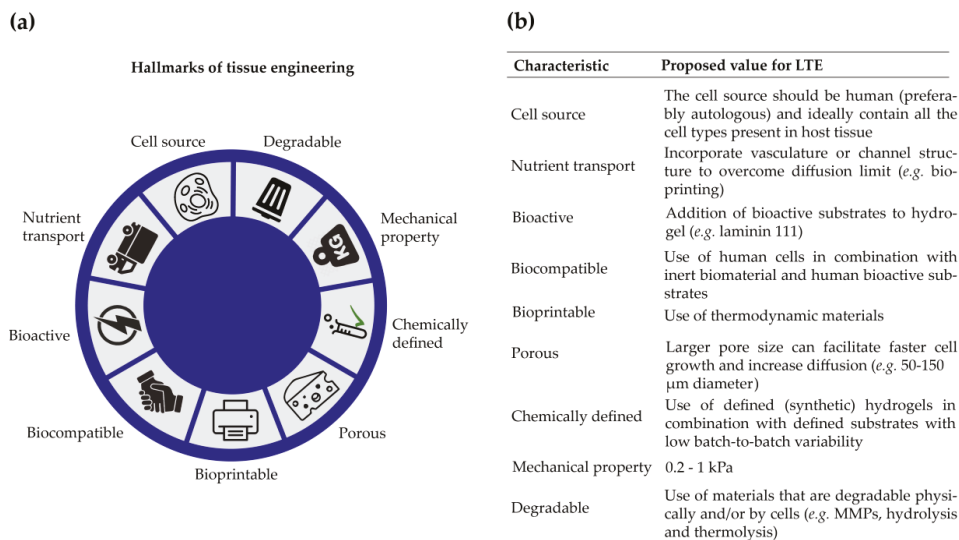 (a)
Hallmarks of tissue engineering
Cell source
Degradable
Nutrient
transport
Mechanical
property
KG
Bioactive
Chemically
defined
Biocompatible
Porous
Bioprintable
(b)
Characteristic Proposed value for LTE
Cell source
The cell source should be human (prefera-
bly autologous) and ideally contain all the
cell types present in host tissue
Nutrient transport
Incorporate vasculature or channel struc-
ture to overcome diffusion limit (e.g. bio-
printing)
Bioactive
Addition of bioactive substrates to hydro-
gel (e.g. laminin 111)
Biocompatible
Use of human cells in combination with
inert biomaterial and human bioactive sub-
strates
Bioprintable
Use of thermodynamic materials
Porous
Larger pore size can facilitate faster cell
growth and increase diffusion (e.g. 50-150
μm diameter)
Chemically defined
Use of defined (synthetic) hydrogels in
combination with defined substrates with
low batch-to-batch variability
Mechanical property 0.2 - 1 kPa
Degradable
Use of materials that are degradable physi-
cally and/or by cells (e.g. MMPs, hydrolysis
and thermolysis)